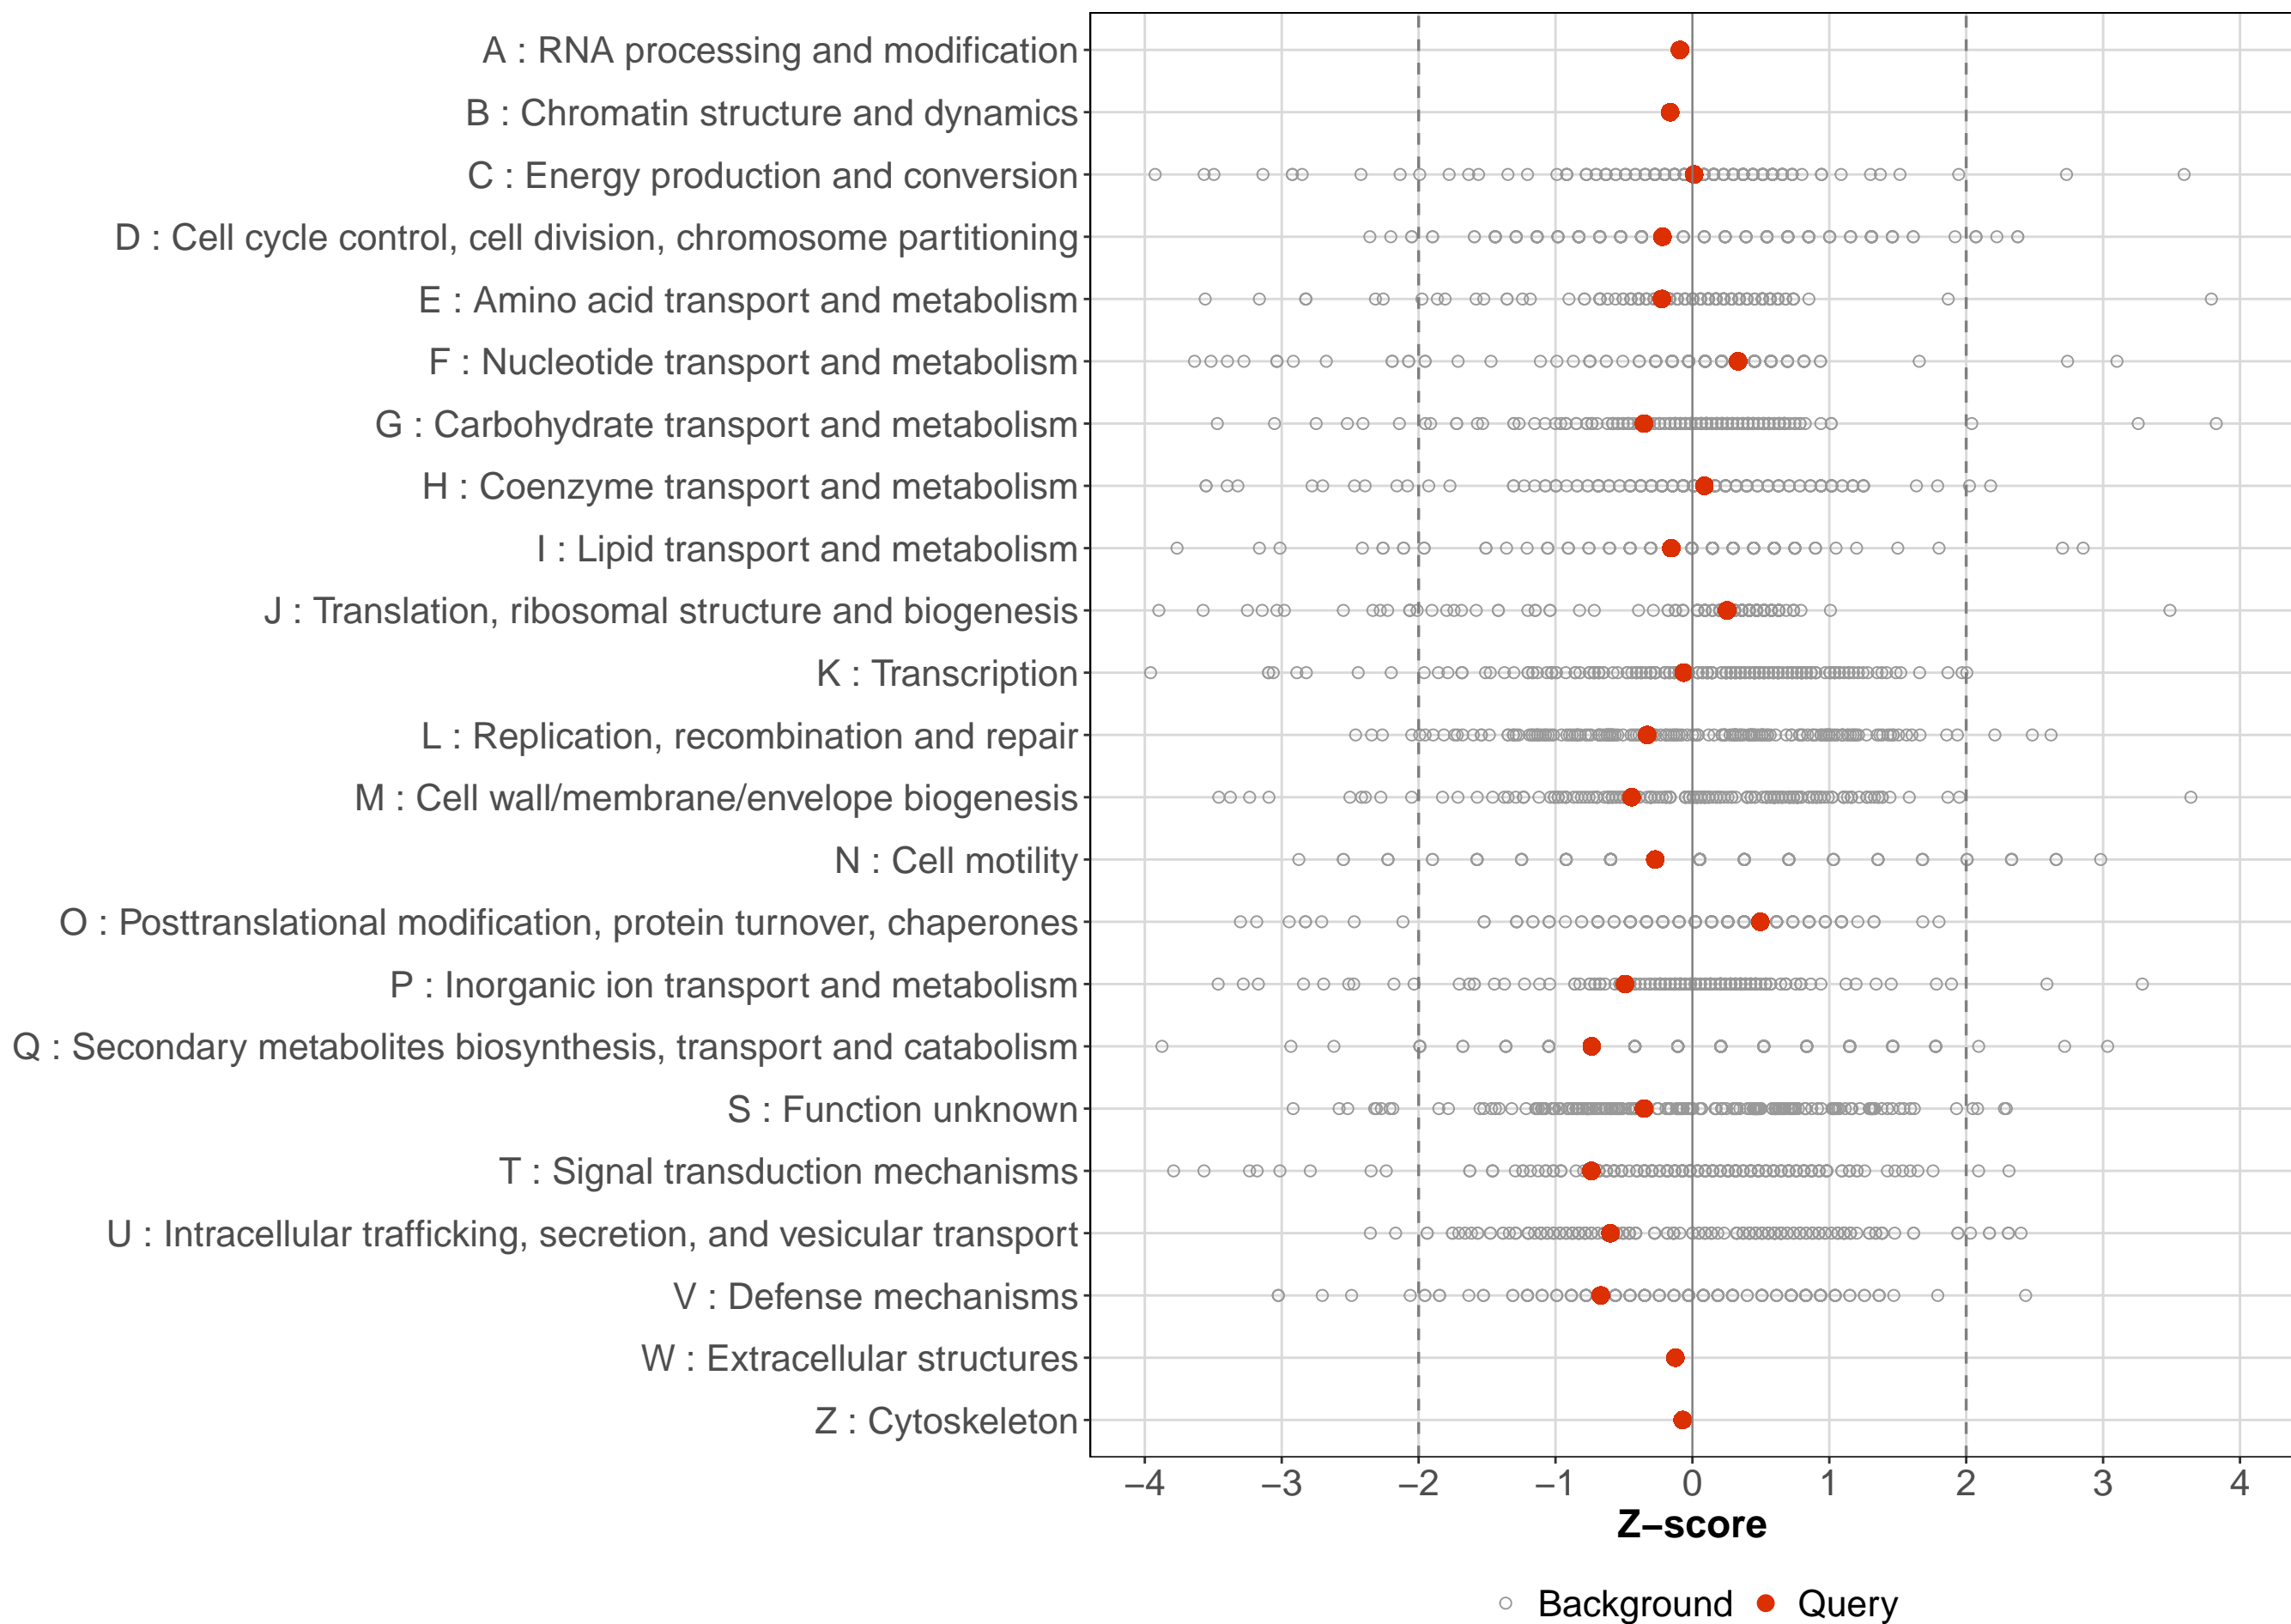 A : RNA processing and modification
B : Chromatin structure and dynamics
C : Energy production and conversion
D : Cell cycle control, cell division, chromosome partitioning
E : Amino acid transport and metabolism
F : Nucleotide transport and metabolism
G : Carbohydrate transport and metabolism
H : Coenzyme transport and metabolism
I : Lipid transport and metabolism
J : Translation, ribosomal structure and biogenesis
K : Transcription
L : Replication, recombination and repair
M : Cell wall/membrane/envelope biogenesis
N : Cell motility
O : Posttranslational modification, protein turnover, chaperones
P : Inorganic ion transport and metabolism
Q : Secondary metabolites biosynthesis, transport and catabolism
S : Function unknown
T : Signal transduction mechanisms
U : Intracellular trafficking, secretion, and vesicular transport
V : Defense mechanisms
W : Extracellular structures
Z : Cytoskeleton
−4 −3 −2 −1 0 1 2 3 4
Z−score
Background Query